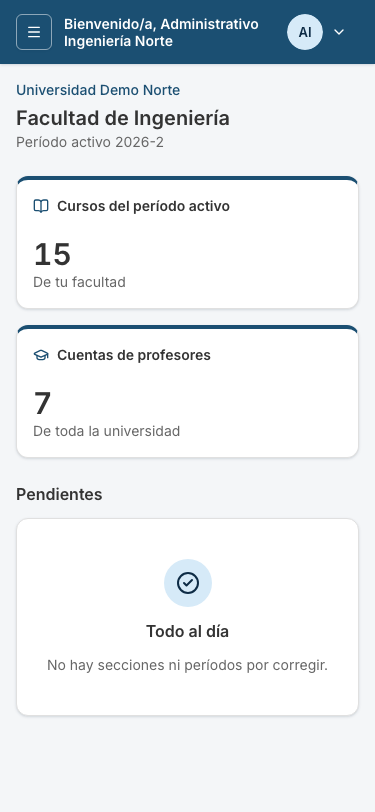 Bienvenido/a, Administrativo
Ingeniería Norte
AI
Universidad Demo Norte
Facultad de Ingeniería
Período activo 2026-2
Cursos del período activo
15
De tu facultad
Cuentas de profesores
7
De toda la universidad
Pendientes
Todo al día
No hay secciones ni períodos por corregir.